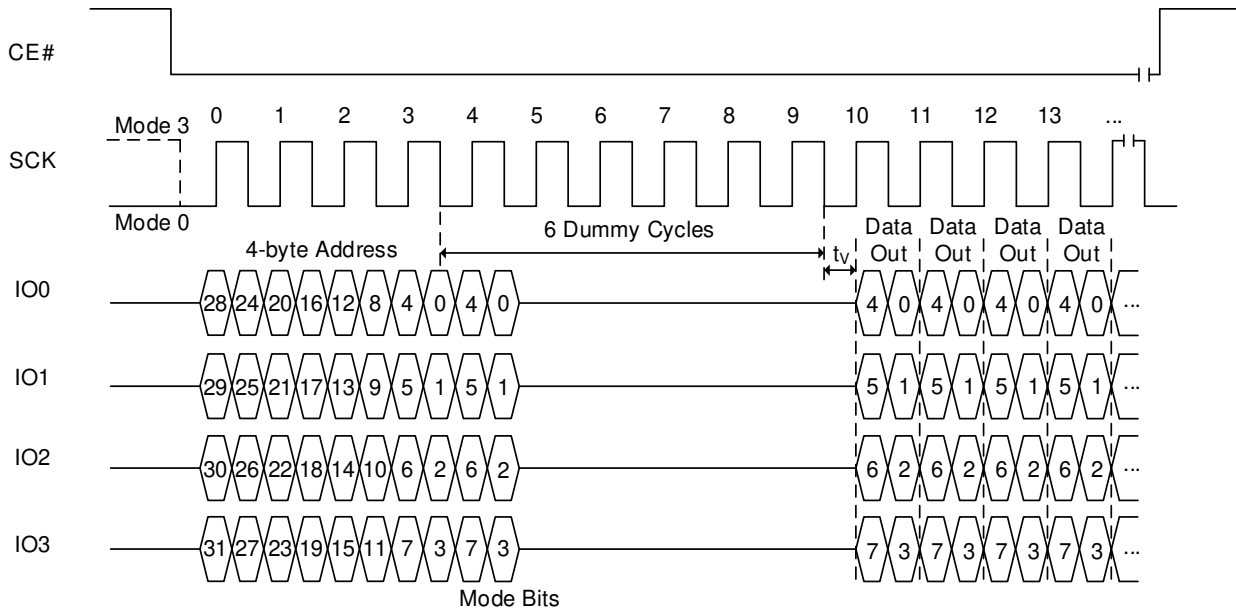 CE#
0 1 2 3 4 5 6 7 8 9 10 11 12 13 ...
Mode 3
SCK
Mode 0
4-byte Address
6 Dummy Cycles
tV
Data Out Data Out Data Out Data Out
IO0 28 24 20 16 12 8 4 0 4 0 4 0 4 0 4 0 4 0 ...
IO1 29 25 21 17 13 9 5 1 5 1 5 1 5 1 5 1 5 1 ...
IO2 30 26 22 18 14 10 6 2 6 2 6 2 6 2 6 2 6 2 ...
IO3 31 27 23 19 15 11 7 3 7 3 7 3 7 3 7 3 7 3 ...
Mode Bits